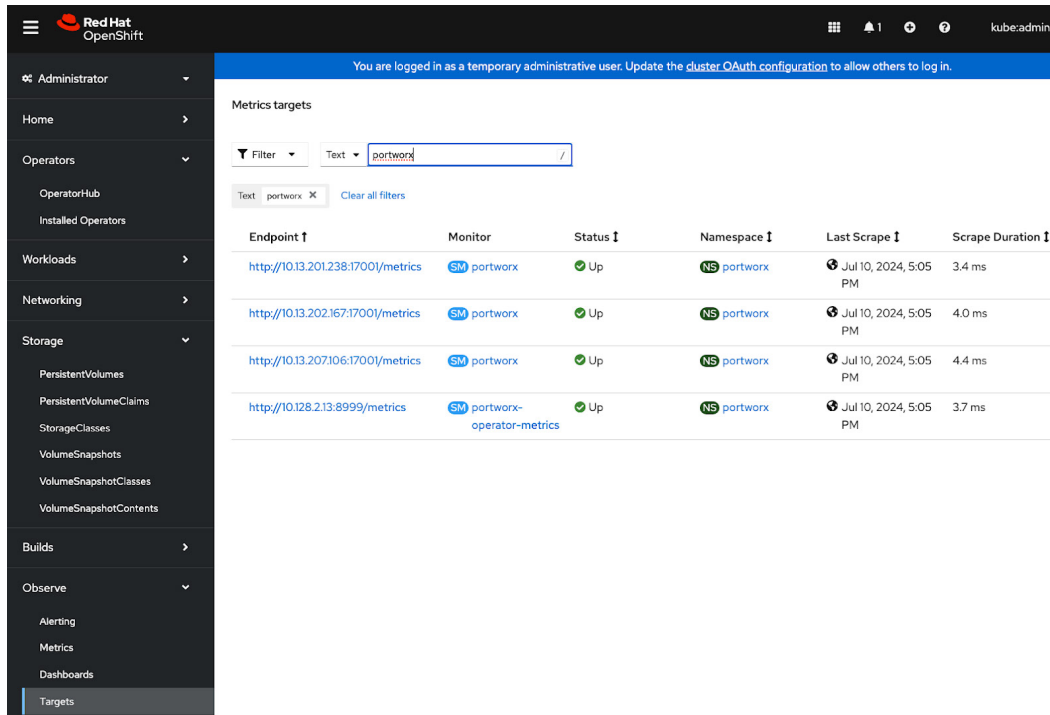 Red Hat
OpenShift
1
kube:admin
You are logged in as a temporary administrative user. Update the cluster OAuth configuration to allow others to log in.
Administrator
Home
Operators
OperatorHub
Installed Operators
Workloads
Networking
Storage
PersistentVolumes
PersistentVolumeClaims
StorageClasses
VolumeSnapshots
VolumeSnapshotClasses
VolumeSnapshotContents
Builds
Observe
Alerting
Metrics
Dashboards
Targets
Metrics targets
Filter Text portworx /
Text portworx Clear all filters
Endpoint Monitor Status Namespace Last Scrape Scrape Duration
http://10.13.201.238:17001/metrics SM portworx Up NS portworx Jul 10, 2024, 5:05 3.4 ms
PM
http://10.13.202.167:17001/metrics SM portworx Up NS portworx Jul 10, 2024, 5:05 4.0 ms
PM
http://10.13.207.106:17001/metrics SM portworx Up NS portworx Jul 10, 2024, 5:05 4.4 ms
PM
http://10.128.2.13:8999/metrics SM portworx- Up NS portworx Jul 10, 2024, 5:05 3.7 ms
operator-metrics PM